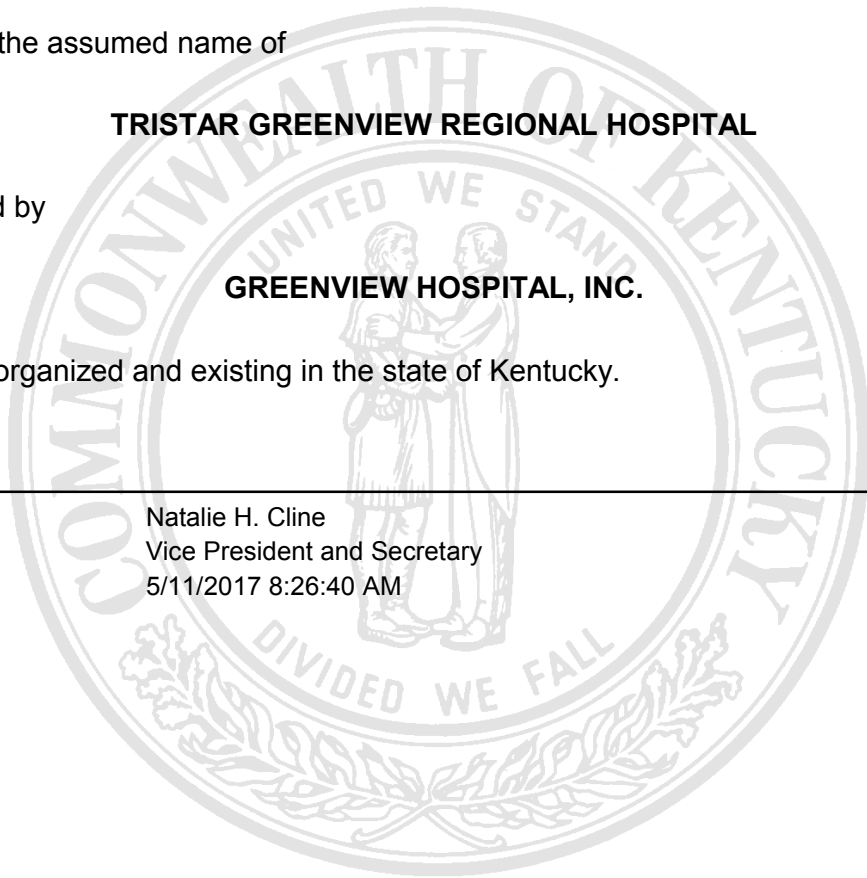 the assumed name of
TRISTAR GREENVIEW REGIONAL HOSPITAL
d by
GREENVIEW HOSPITAL, INC.
organized and existing in the state of Kentucky.
Natalie H. Cline
Vice President and Secretary
5/11/2017 8:26:40 AM
COMMONWEALTH OF KENTUCKY
UNITED WE STAND
DIVIDED WE FALL